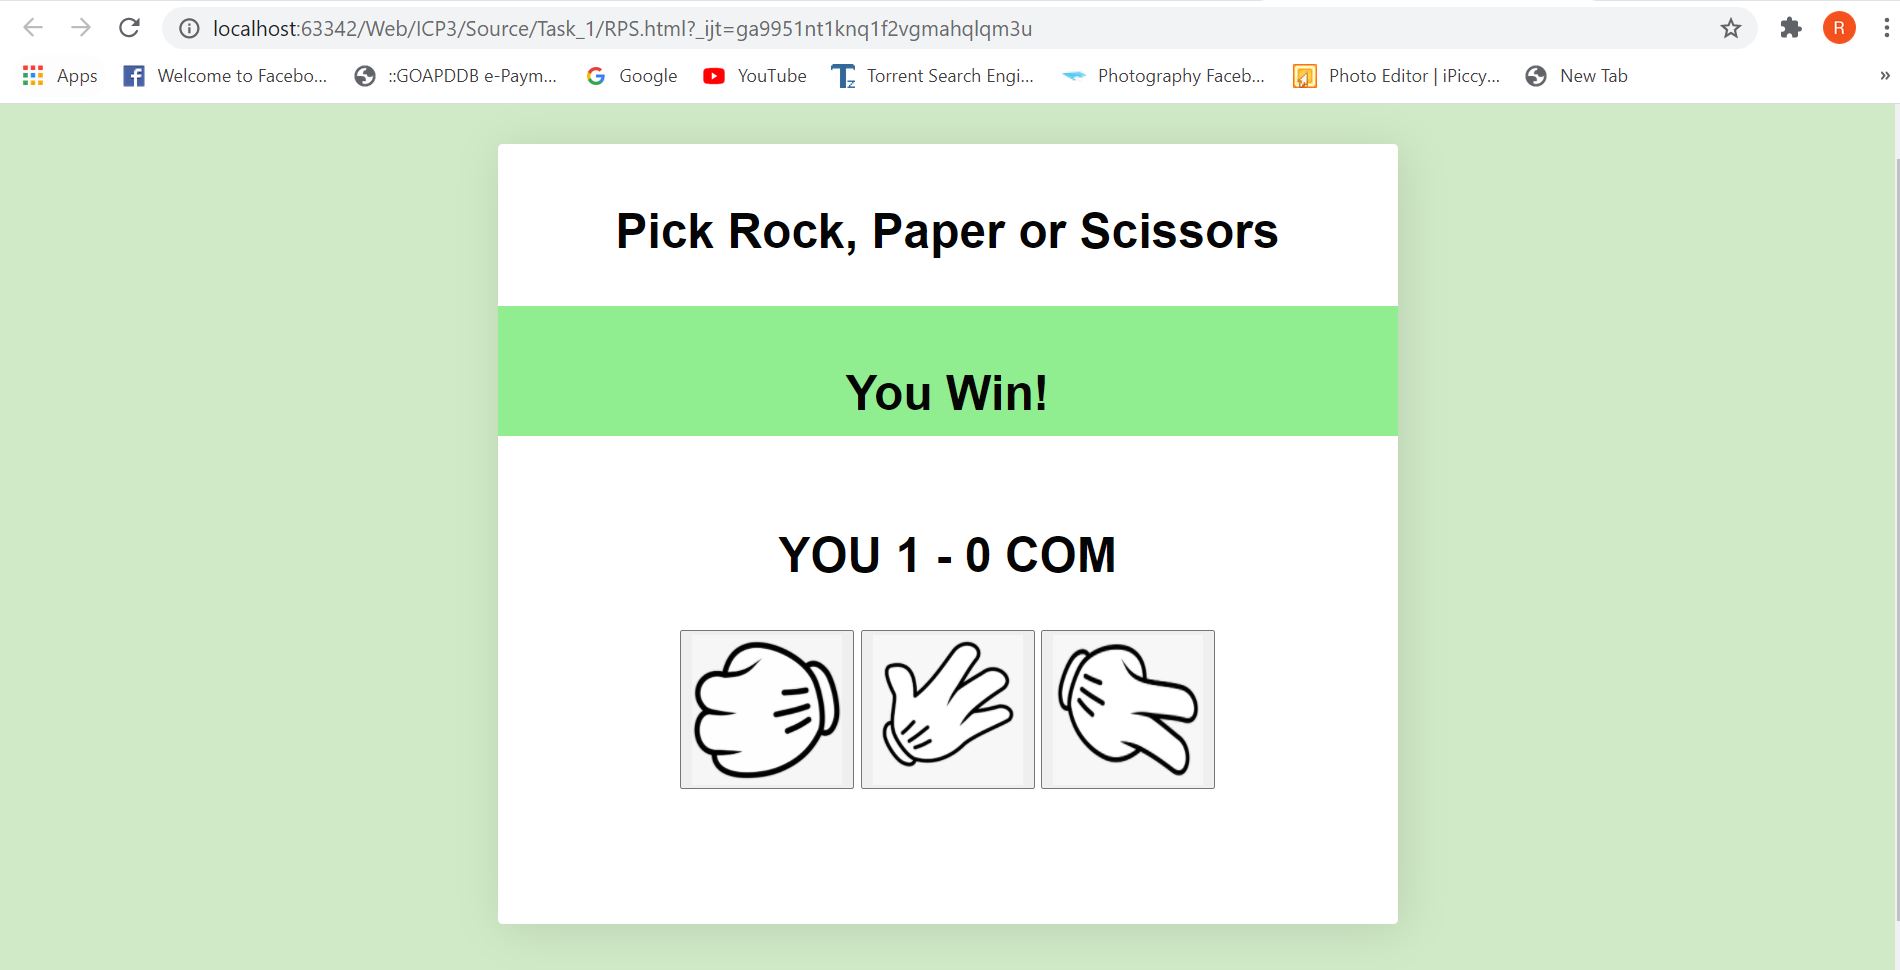 localhost:63342/Web/ICP3/Source/Task_1/RPS.html?_ijt=ga9951nt1knq1f2vgmahqlqm3u
R
Apps Welcome to Facebo... ::GOAPDDB e-Paym... Google YouTube Torrent Search Engi... Photography Faceb... Photo Editor | iPiccy... New Tab »
Pick Rock, Paper or Scissors
You Win!
YOU 1 - 0 COM